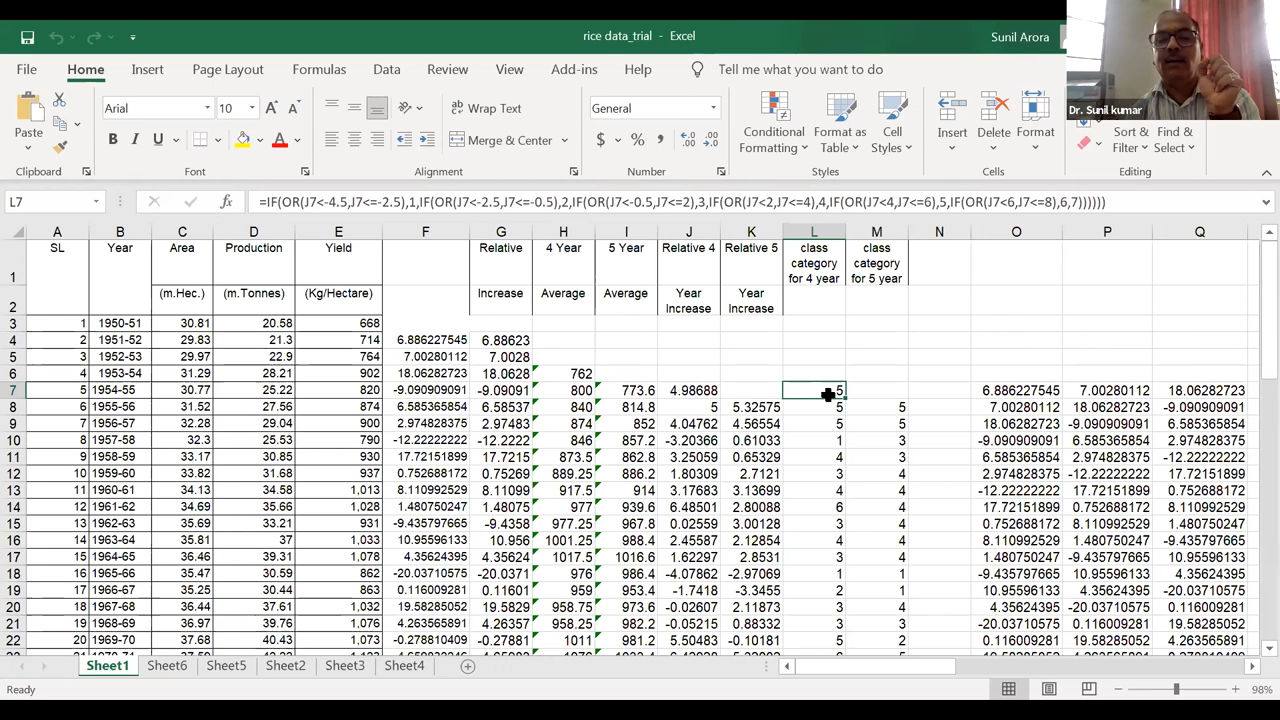 rice data_trial - Excel
Sunil Arora
File Home Insert Page Layout Formulas Data Review View Add-ins Help Tell me what you want to do
Dr. Sunil kumar
Paste
Arial 10
Wrap Text
General
Merge & Center
Conditional Formatting
Format as Table
Cell Styles
Insert Delete Format
Sort & Filter
Find & Select
Clipboard Font Alignment Number Styles Cells Editing
L7 fx =IF(OR(J7<-4.5,J7<=-2.5),1,IF(OR(J7<-2.5,J7<=-0.5),2,IF(OR(J7<-0.5,J7<=2),3,IF(OR(J7<2,J7<=4),4,IF(OR(J7<4,J7<=6),5,IF(OR(J7<6,J7<=8),6,7))))))
A B C D E F G H I J K L M N O P Q
1 SL Year Area Production Yield Relative 4 Year 5 Year Relative 4 Relative 5 class category for 4 year class category for 5 year
2 (m.Hec.) (m.Tonnes) (Kg/Hectare) Increase Average Average Year Increase Year Increase
3 1 1950-51 30.81 20.58 668
4 2 1951-52 29.83 21.3 714 6.886227545 6.88623
5 3 1952-53 29.97 22.9 764 7.00280112 7.0028
6 4 1953-54 31.29 28.21 902 18.06282723 18.0628 762
7 5 1954-55 30.77 25.22 820 -9.090909091 -9.09091 800 773.6 4.98688 5 6.886227545 7.00280112 18.06282723
8 6 1955-56 31.52 27.56 874 6.585365854 6.58537 840 814.8 5 5.32575 5 5 7.00280112 18.06282723 -9.090909091
9 7 1956-57 32.28 29.04 900 2.974828375 2.97483 874 852 4.04762 4.56554 5 5 18.06282723 -9.090909091 6.585365854
10 8 1957-58 32.3 25.53 790 -12.22222222 -12.2222 846 857.2 -3.20366 0.61033 1 3 -9.090909091 6.585365854 2.974828375
11 9 1958-59 33.17 30.85 930 17.72151899 17.7215 873.5 862.8 3.25059 0.65329 4 3 6.585365854 2.974828375 -12.22222222
12 10 1959-60 33.82 31.68 937 0.752688172 0.75269 889.25 886.2 1.80309 2.7121 3 4 2.974828375 -12.22222222 17.72151899
13 11 1960-61 34.13 34.58 1,013 8.110992529 8.11099 917.5 914 3.17683 3.13699 4 4 -12.22222222 17.72151899 0.752688172
14 12 1961-62 34.69 35.66 1,028 1.480750247 1.48075 977 939.6 6.48501 2.80088 6 4 17.72151899 0.752688172 8.110992529
15 13 1962-63 35.69 33.21 931 -9.435797665 -9.4358 977.25 967.8 0.02559 3.00128 3 4 0.752688172 8.110992529 1.480750247
16 14 1963-64 35.81 37 1,033 10.95596133 10.956 1001.25 988.4 2.45587 2.12854 4 4 8.110992529 1.480750247 -9.435797665
17 15 1964-65 36.46 39.31 1,078 4.35624395 4.35624 1017.5 1016.6 1.62297 2.8531 3 4 1.480750247 -9.435797665 10.95596133
18 16 1965-66 35.47 30.59 862 -20.03710575 -20.0371 976 986.4 -4.07862 -2.97069 1 1 -9.435797665 10.95596133 4.35624395
19 17 1966-67 35.25 30.44 863 0.116009281 0.11601 959 953.4 -1.7418 -3.3455 2 1 10.95596133 4.35624395 -20.03710575
20 18 1967-68 36.44 37.61 1,032 19.58285052 19.5829 958.75 973.6 -0.02607 2.11873 3 4 4.35624395 -20.03710575 0.116009281
21 19 1968-69 36.97 39.76 1,076 4.263565891 4.26357 958.25 982.2 -0.05215 0.88333 3 3 -20.03710575 0.116009281 19.58285052
22 20 1969-70 37.68 40.43 1,073 -0.278810409 -0.27881 1011 981.2 5.50483 -0.10181 5 2 0.116009281 19.58285052 4.263565891
Sheet1 Sheet6 Sheet5 Sheet2 Sheet3 Sheet4
Ready 98%